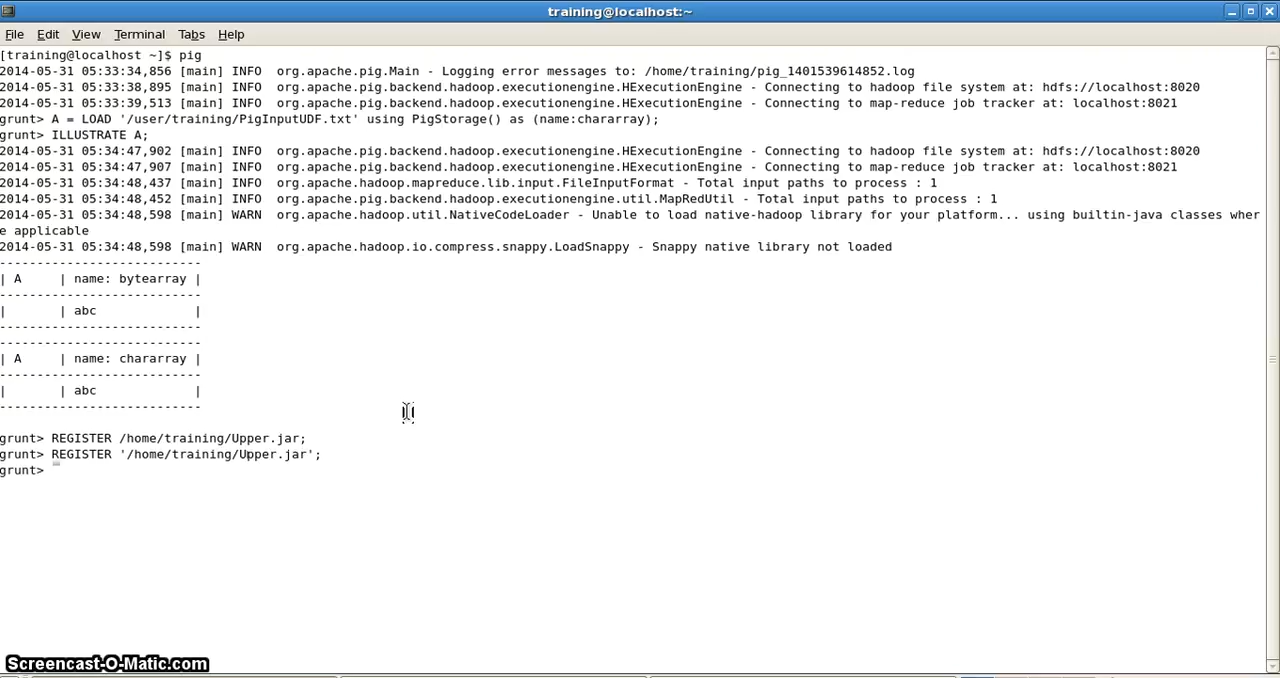 training@localhost:~
File Edit View Terminal Tabs Help
[training@localhost ~]$ pig
2014-05-31 05:33:34,856 [main] INFO  org.apache.pig.Main - Logging error messages to: /home/training/pig_1401539614852.log
2014-05-31 05:33:38,895 [main] INFO  org.apache.pig.backend.hadoop.executionengine.HExecutionEngine - Connecting to hadoop file system at: hdfs://localhost:8020
2014-05-31 05:33:39,513 [main] INFO  org.apache.pig.backend.hadoop.executionengine.HExecutionEngine - Connecting to map-reduce job tracker at: localhost:8021
grunt> A = LOAD '/user/training/PigInputUDF.txt' using PigStorage() as (name:chararray);
grunt> ILLUSTRATE A;
2014-05-31 05:34:47,902 [main] INFO  org.apache.pig.backend.hadoop.executionengine.HExecutionEngine - Connecting to hadoop file system at: hdfs://localhost:8020
2014-05-31 05:34:47,907 [main] INFO  org.apache.pig.backend.hadoop.executionengine.HExecutionEngine - Connecting to map-reduce job tracker at: localhost:8021
2014-05-31 05:34:48,437 [main] INFO  org.apache.hadoop.mapreduce.lib.input.FileInputFormat - Total input paths to process : 1
2014-05-31 05:34:48,452 [main] INFO  org.apache.pig.backend.hadoop.executionengine.util.MapRedUtil - Total input paths to process : 1
2014-05-31 05:34:48,598 [main] WARN  org.apache.hadoop.util.NativeCodeLoader - Unable to load native-hadoop library for your platform... using builtin-java classes wher
e applicable
2014-05-31 05:34:48,598 [main] WARN  org.apache.hadoop.io.compress.snappy.LoadSnappy - Snappy native library not loaded
---------------------------
| A     | name: bytearray |
---------------------------
|       | abc             |
---------------------------
---------------------------
| A     | name: chararray |
---------------------------
|       | abc             |
---------------------------
grunt> REGISTER /home/training/Upper.jar;
grunt> REGISTER '/home/training/Upper.jar';
grunt>
Screencast-O-Matic.com